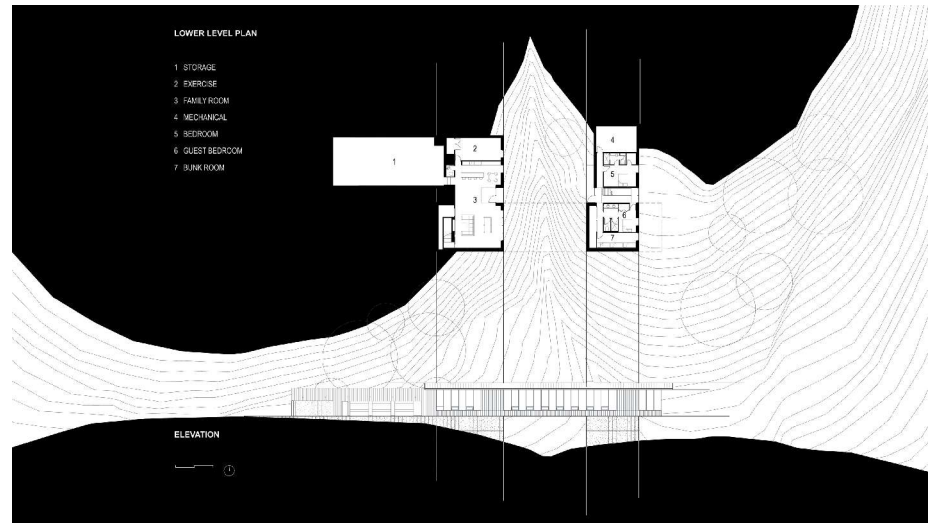 LOWER LEVEL PLAN
1 STORAGE
2 EXERCISE
3 FAMILY ROOM
4 MECHANICAL
5 BEDROOM
6 GUEST BEDROOM
7 BUNK ROOM
1
2
3
4
5
6
7
ELEVATION